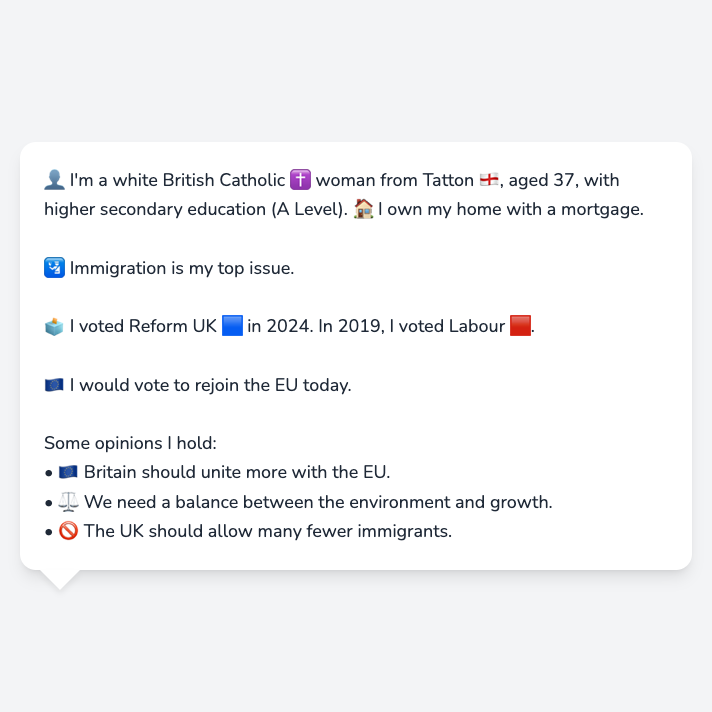 👤 I'm a white British Catholic ✝️ woman from Tatton 🏴󠁧󠁢󠁥󠁮󠁧󠁿, aged 37, with
higher secondary education (A Level). 🏠 I own my home with a mortgage.
🛂 Immigration is my top issue.
🗳️ I voted Reform UK 🟦 in 2024. In 2019, I voted Labour 🟥.
🇪🇺 I would vote to rejoin the EU today.
Some opinions I hold:
• 🇪🇺 Britain should unite more with the EU.
• ⚖️ We need a balance between the environment and growth.
• 🚫 The UK should allow many fewer immigrants.